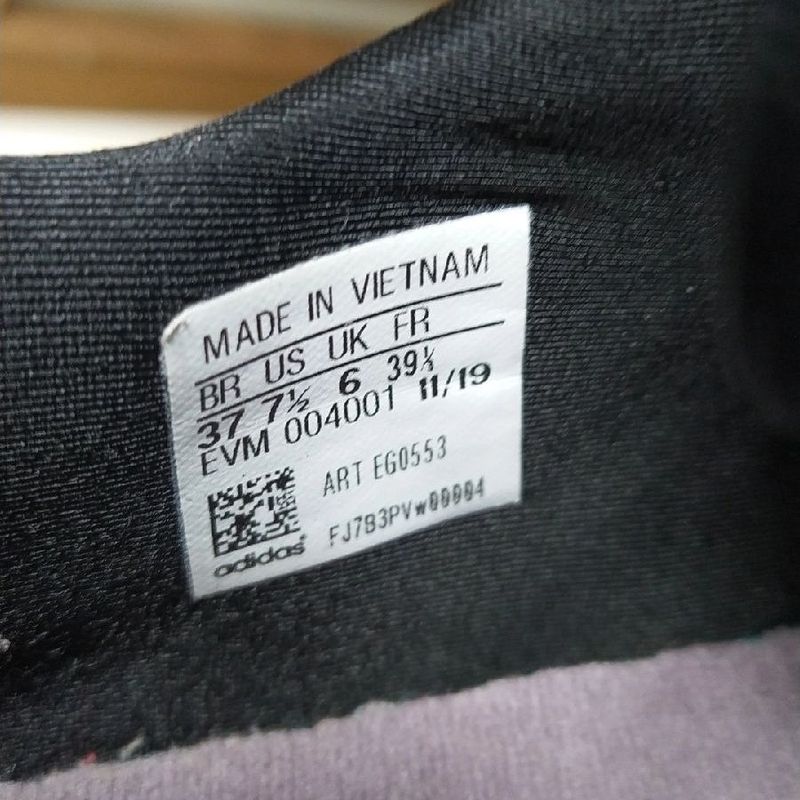 MADE IN VIETNAM
BR US UK FR
37 7½ 6 39⅓
EVM 004001 11/19
ART EG0553
FJ7B3PVw00004
adidas